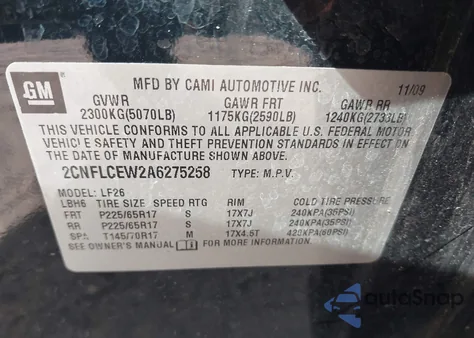 GM
MFD BY CAMI AUTOMOTIVE INC. 11/09
GVWR GAWR FRT GAWR RR
2300KG(5070LB) 1175KG(2590LB) 1240KG(2733LB)
THIS VEHICLE CONFORMS TO ALL APPLICABLE U.S. FEDERAL MOTOR
VEHICLE SAFETY AND THEFT PREVENTION STANDARDS IN EFFECT
ON THE DATE OF MANUFACTURE SHOWN ABOVE.
2CNFLCEW2A6275258 TYPE: M.P.V.
MODEL: LF26
LBH6 TIRE SIZE SPEED RTG RIM COLD TIRE PRESSURE
FRT P225/65R17 S 17X7J 240KPA(35PSI)
RR P225/65R17 S 17X7J 240KPA(35PSI)
SPA T145/70R17 M 17X4.5T 420KPA(60PSI)
SEE OWNER'S MANUAL
AutoSnap